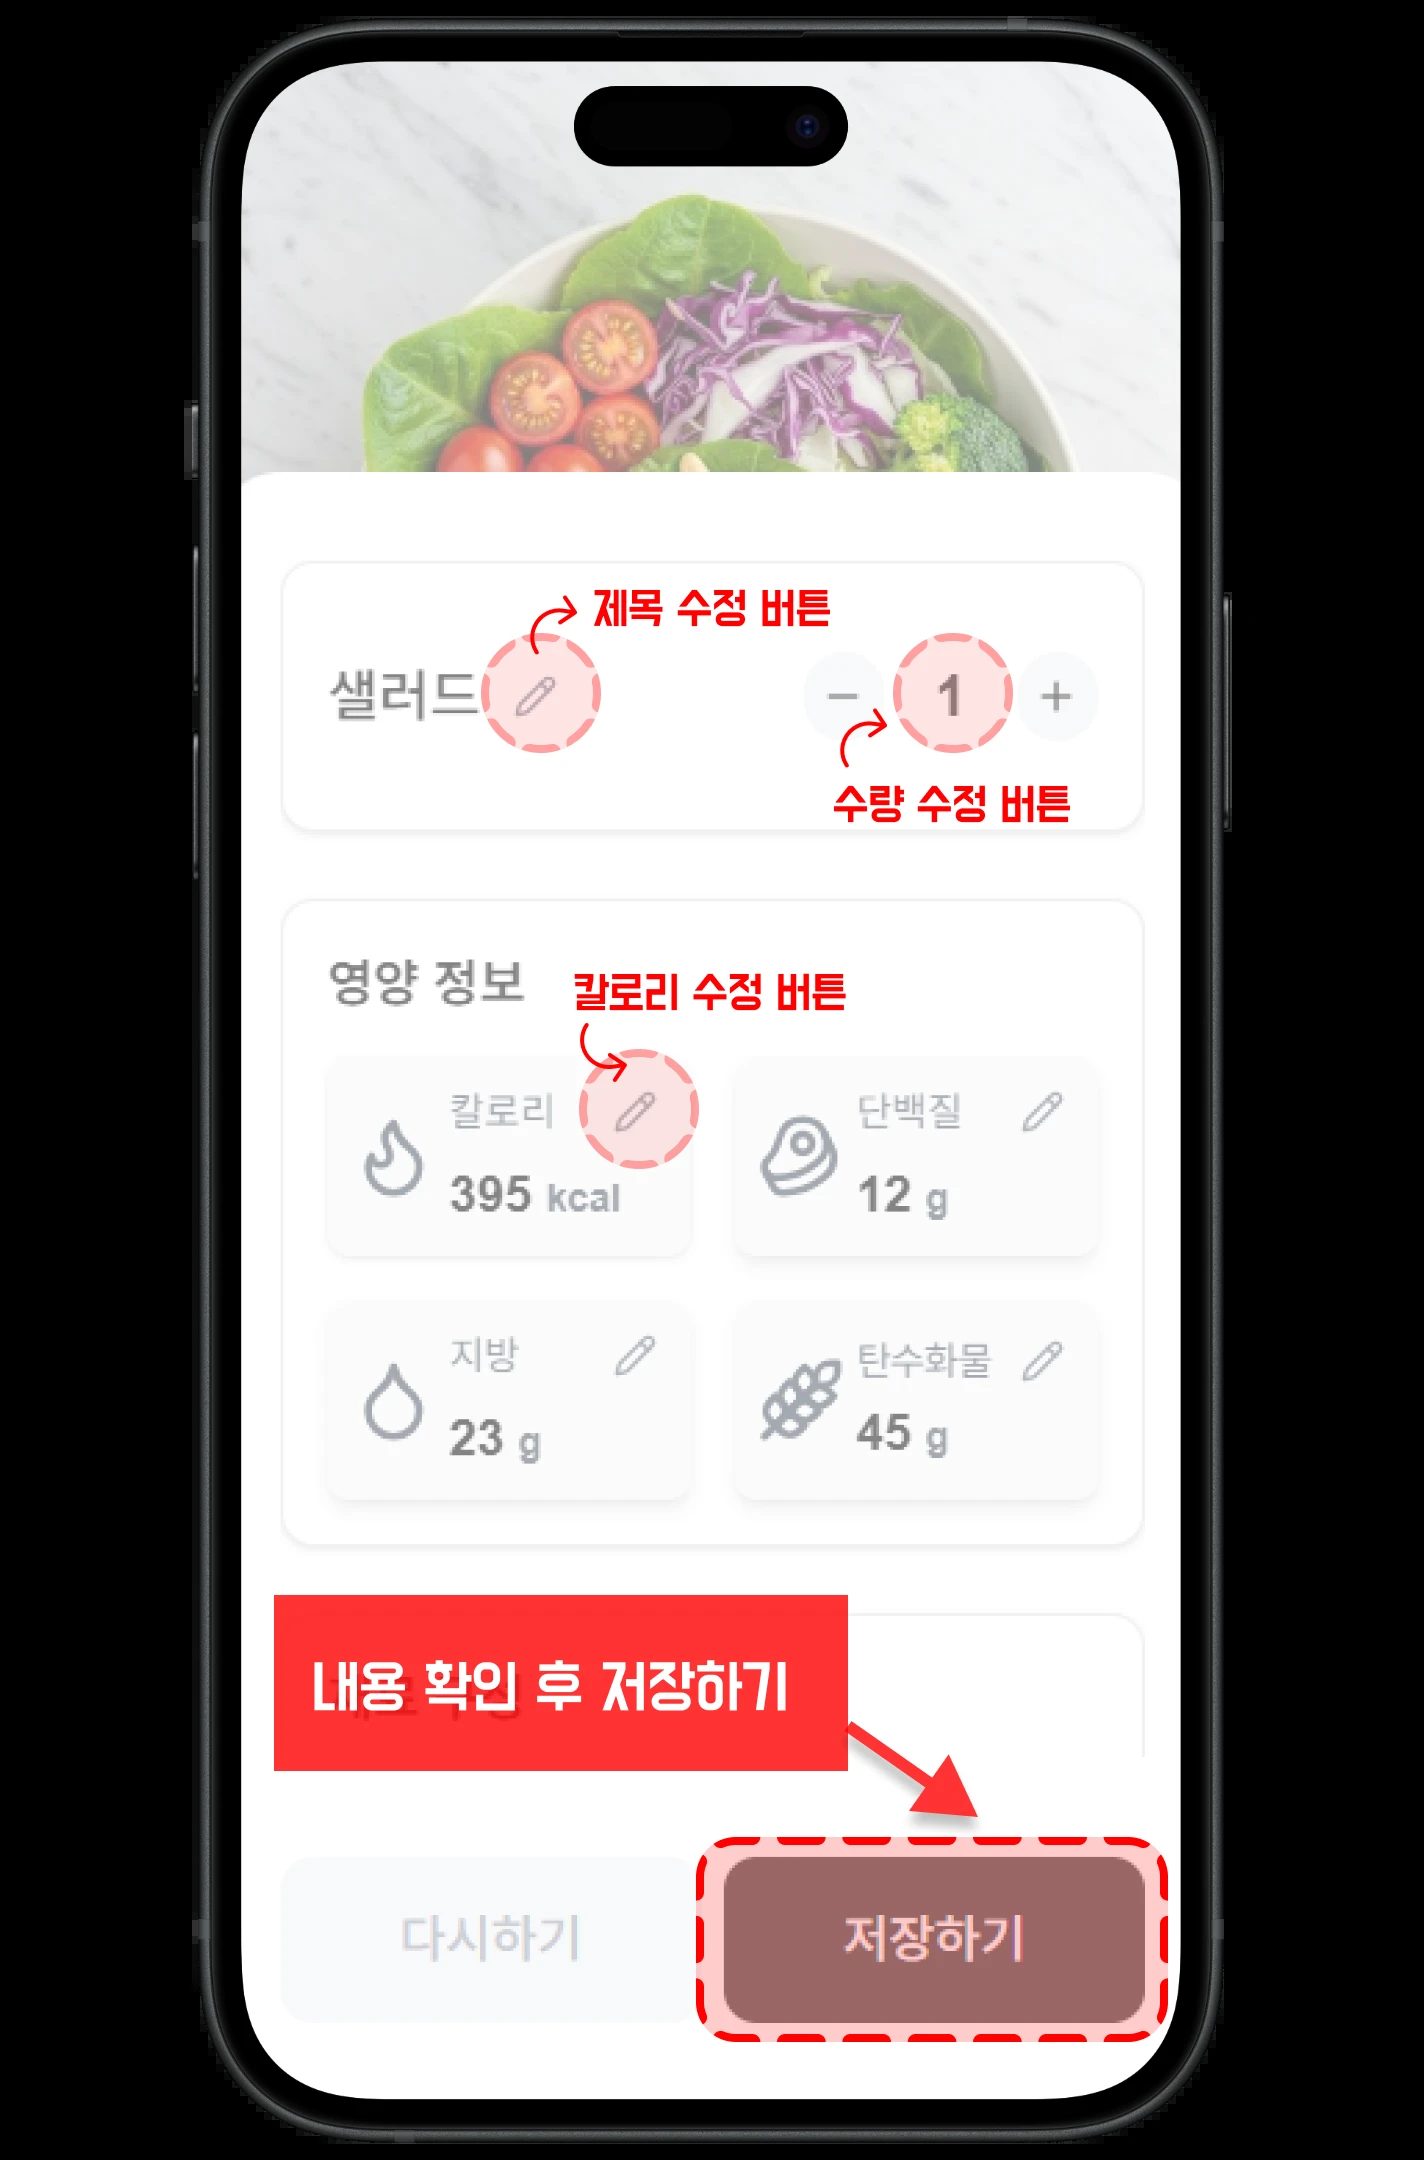 제목 수정 버튼
샐러드
1
수량 수정 버튼
영양 정보
칼로리 수정 버튼
칼로리
395 kcal
단백질
12 g
지방
23 g
탄수화물
45 g
내용 확인 후 저장하기
다시하기
저장하기